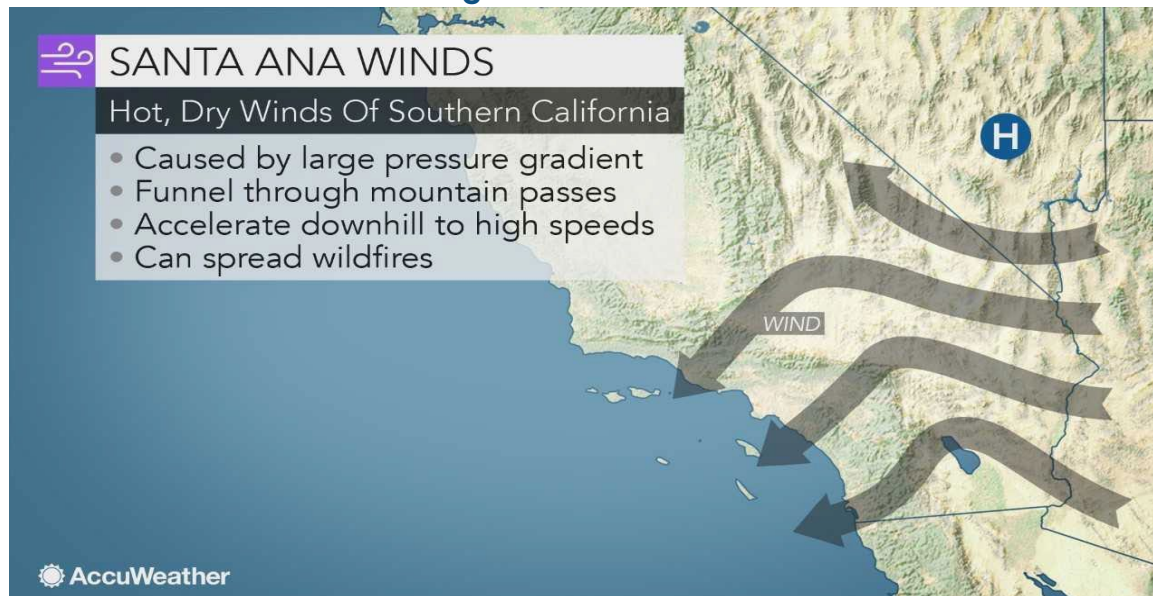 SANTA ANA WINDS
Hot, Dry Winds Of Southern California
• Caused by large pressure gradient
• Funnel through mountain passes
• Accelerate downhill to high speeds
• Can spread wildfires
H
WIND
AccuWeather